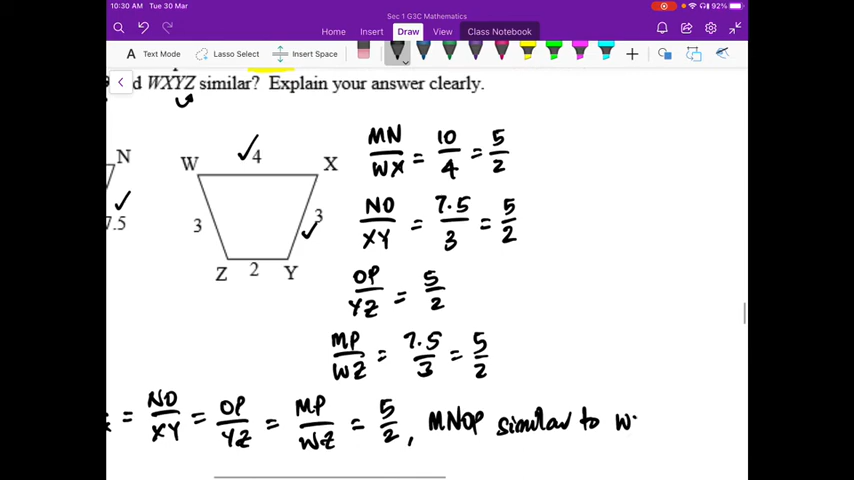 10:30 AM Tue 30 Mar
92%
Sec 1 G3C Mathematics
Home Insert Draw View Class Notebook
A Text Mode Lasso Select Insert Space
d WXYZ similar? Explain your answer clearly.
N
7.5
W 4 X
3 3
Z 2 Y
MN/WX = 10/4 = 5/2
NO/XY = 7.5/3 = 5/2
OP/YZ = 5/2
MP/WZ = 7.5/3 = 5/2
= NO/XY = OP/YZ = MP/WZ = 5/2, MNOP similar to W